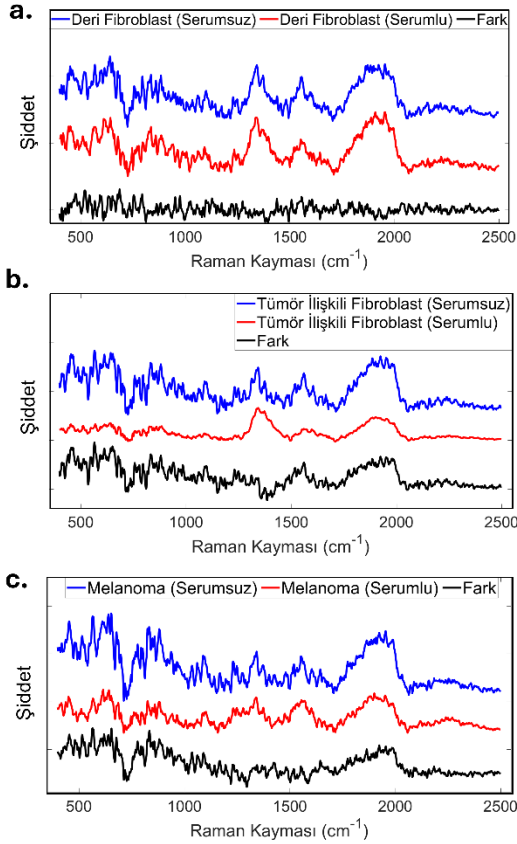 a.
Deri Fibroblast (Serumsuz) Deri Fibroblast (Serumlu) Fark
Şiddet
500 1000 1500 2000 2500
Raman Kayması (cm⁻¹)
b.
Tümör İlişkili Fibroblast (Serumsuz)
Tümör İlişkili Fibroblast (Serumlu)
Fark
Şiddet
500 1000 1500 2000 2500
Raman Kayması (cm⁻¹)
c.
Melanoma (Serumsuz) Melanoma (Serumlu) Fark
Şiddet
500 1000 1500 2000 2500
Raman Kayması (cm⁻¹)